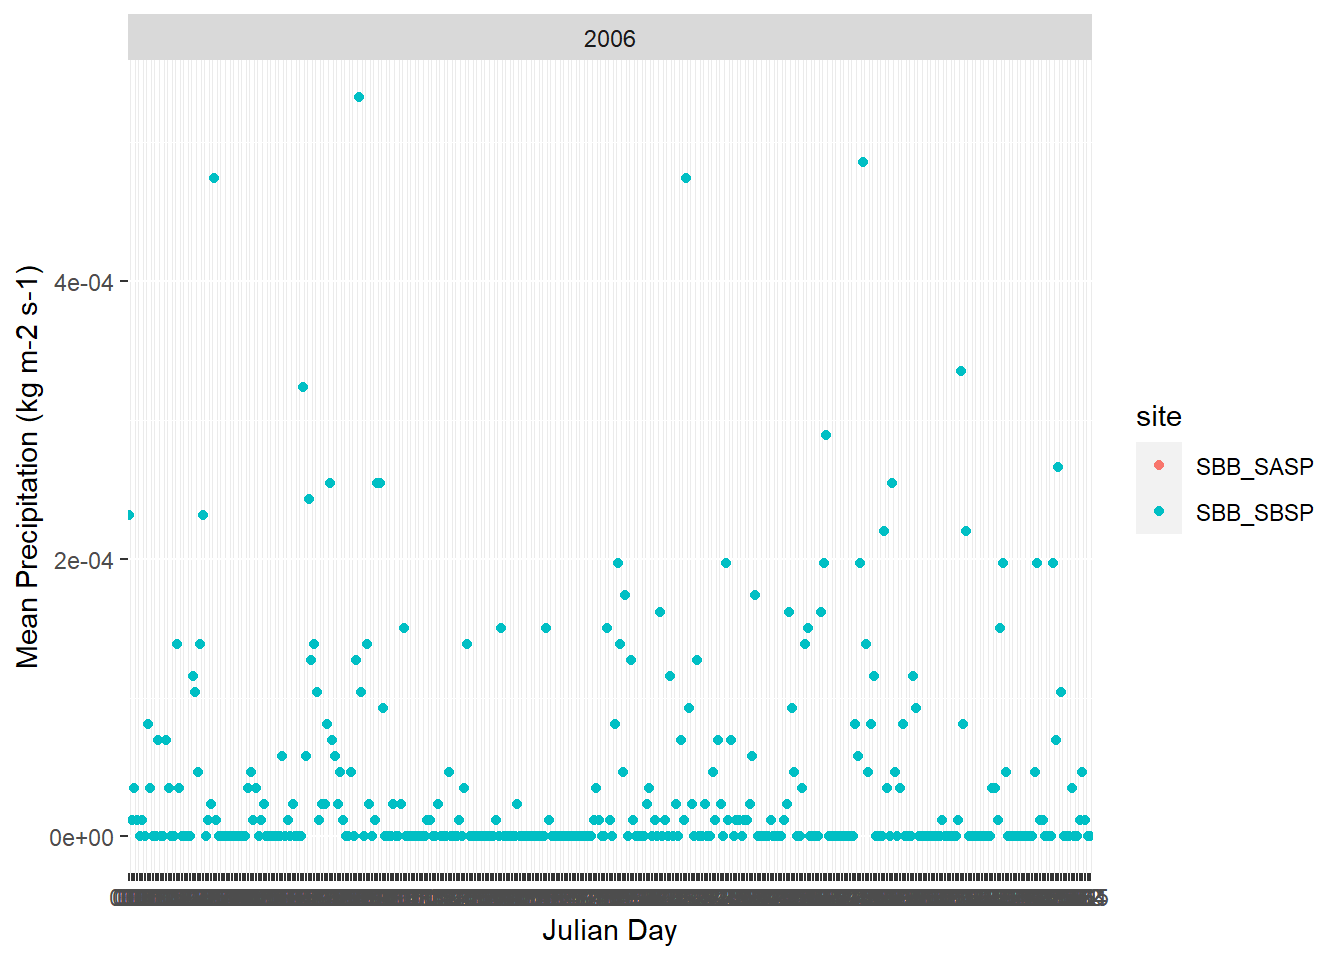 2006
4e-04
2e-04
0e+00
Mean Precipitation (kg m-2 s-1)
Julian Day
site
SBB_SASP
SBB_SBSP